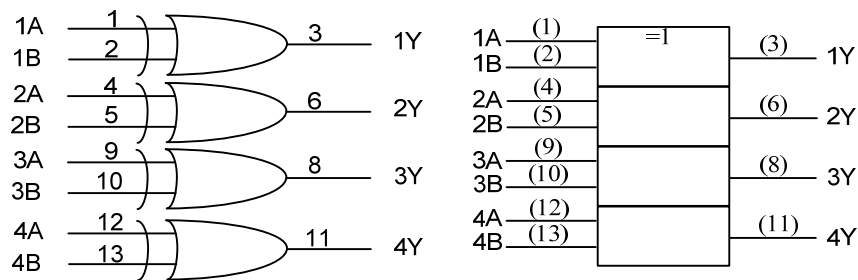 1A 1 3 1Y
1B 2
2A 4 6 2Y
2B 5
3A 9 8 3Y
3B 10
4A 12 11 4Y
4B 13
1A (1) =1 (3) 1Y
1B (2)
2A (4) (6) 2Y
2B (5)
3A (9) (8) 3Y
3B (10)
4A (12) (11) 4Y
4B (13)